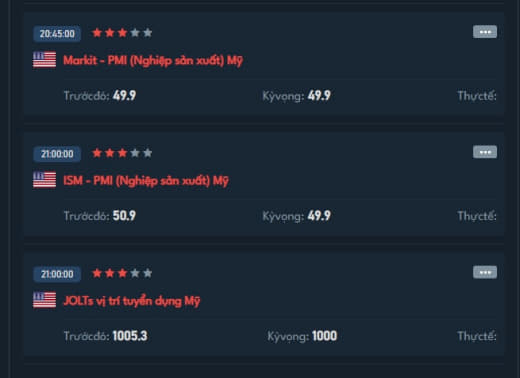 20:45:00
Markit - PMI (Nghiệp sản xuất) Mỹ
Trướcđó: 49.9 Kỳvọng: 49.9 Thựctế:
21:00:00
ISM - PMI (Nghiệp sản xuất) Mỹ
Trướcđó: 50.9 Kỳvọng: 49.9 Thựctế:
21:00:00
JOLTs vị trí tuyển dụng Mỹ
Trướcđó: 1005.3 Kỳvọng: 1000 Thựctế: